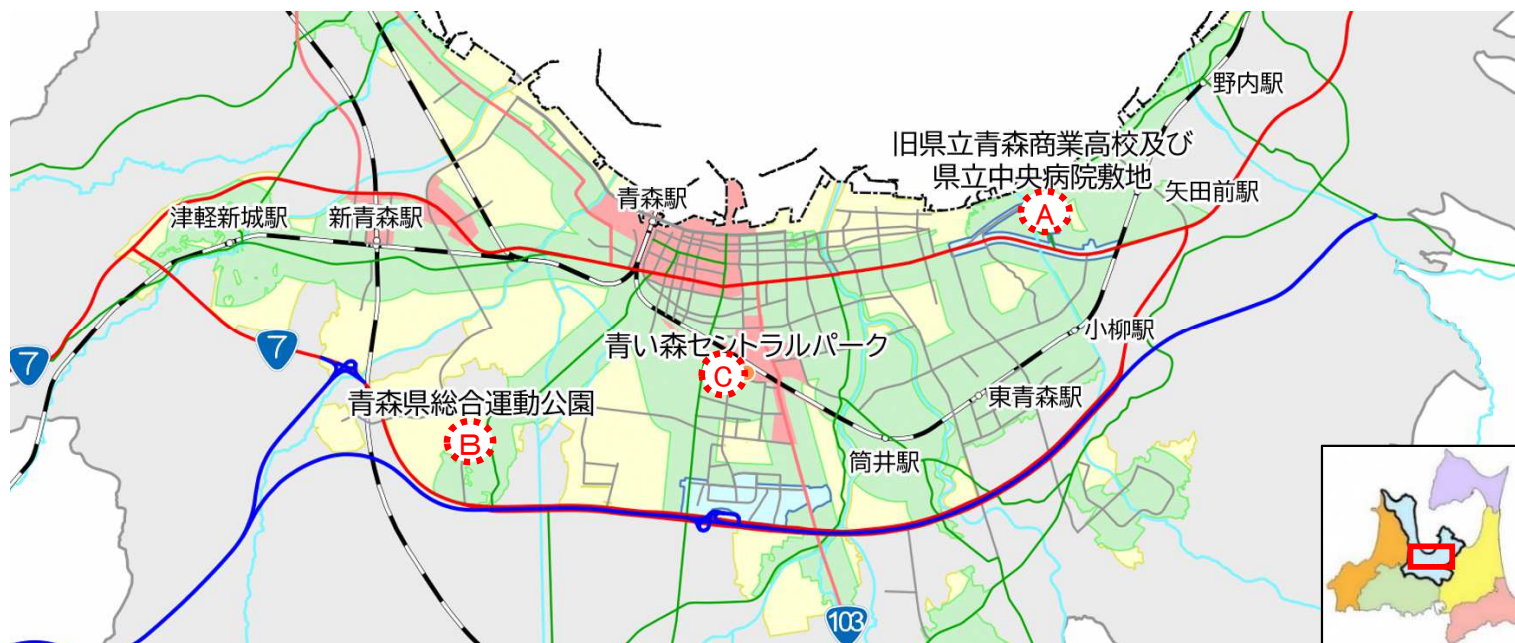 野内駅
旧県立青森商業高校及び
県立中央病院敷地
矢田前駅
A
青森駅
津軽新城駅
新青森駅
小柳駅
7
7
青い森セントラルパーク
C
東青森駅
青森県総合運動公園
B
筒井駅
103